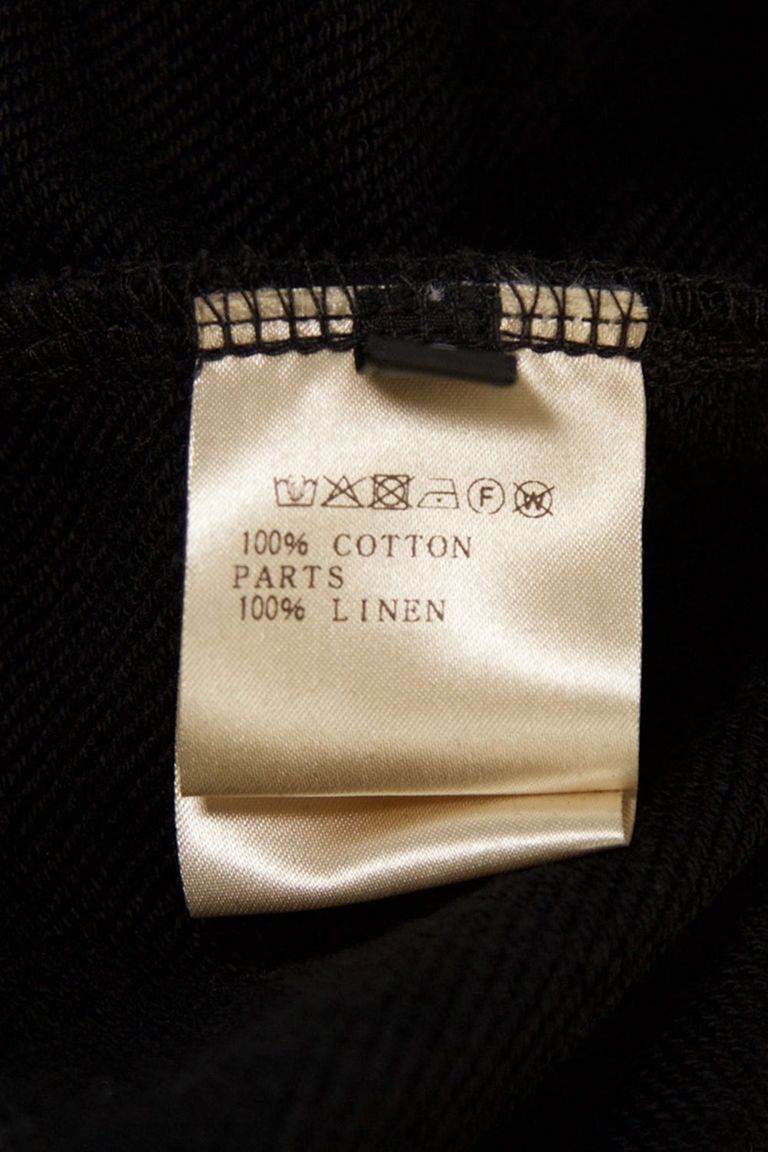 F W
100% COTTON
PARTS
100% LINEN